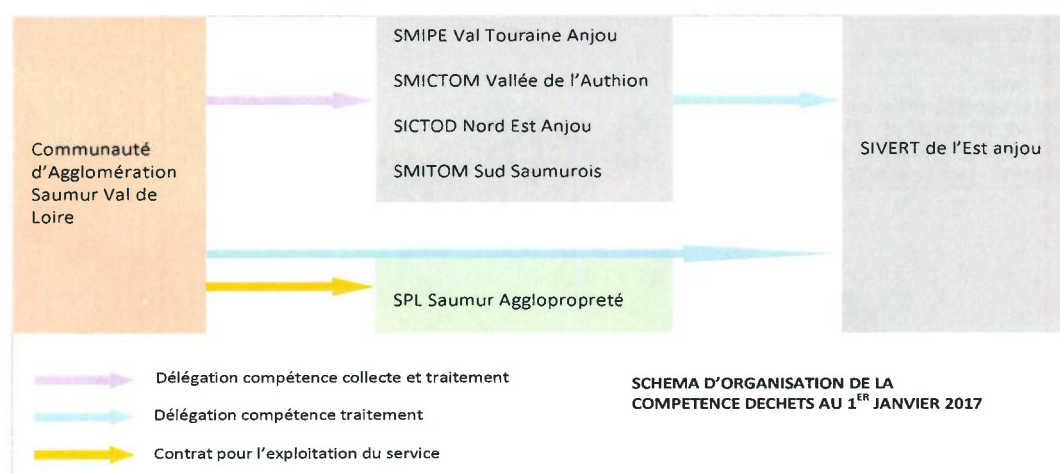 SMIPE Val Touraine Anjou
SMICTOM Vallée de l'Authion
SICTOD Nord Est Anjou
SMITOM Sud Saumurois
Communauté
d'Agglomération
Saumur Val de
Loire
SIVERT de l'Est anjou
SPL Saumur Agglopropreté
Délégation compétence collecte et traitement
Délégation compétence traitement
Contrat pour l'exploitation du service
SCHEMA D'ORGANISATION DE LA
COMPETENCE DECHETS AU 1ER JANVIER 2017